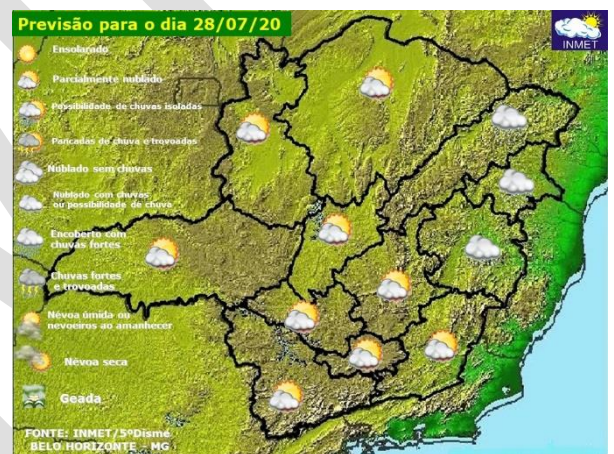 Previsão para o dia 28/07/20
INMET
Ensolarado
Parcialmente nublado
Possibilidade de chuvas isoladas
Pancadas de chuva e trovoadas
Nublado sem chuvas
Nublado com chuvas
ou possibilidade de chuva
Encoberto com
chuvas fortes
Chuvas fortes
e trovoadas
Névoa úmida ou
nevoeiros ao amanhecer
Névoa seca
Geada
FONTE: INMET/5ºDisme
BELO HORIZONTE - MG